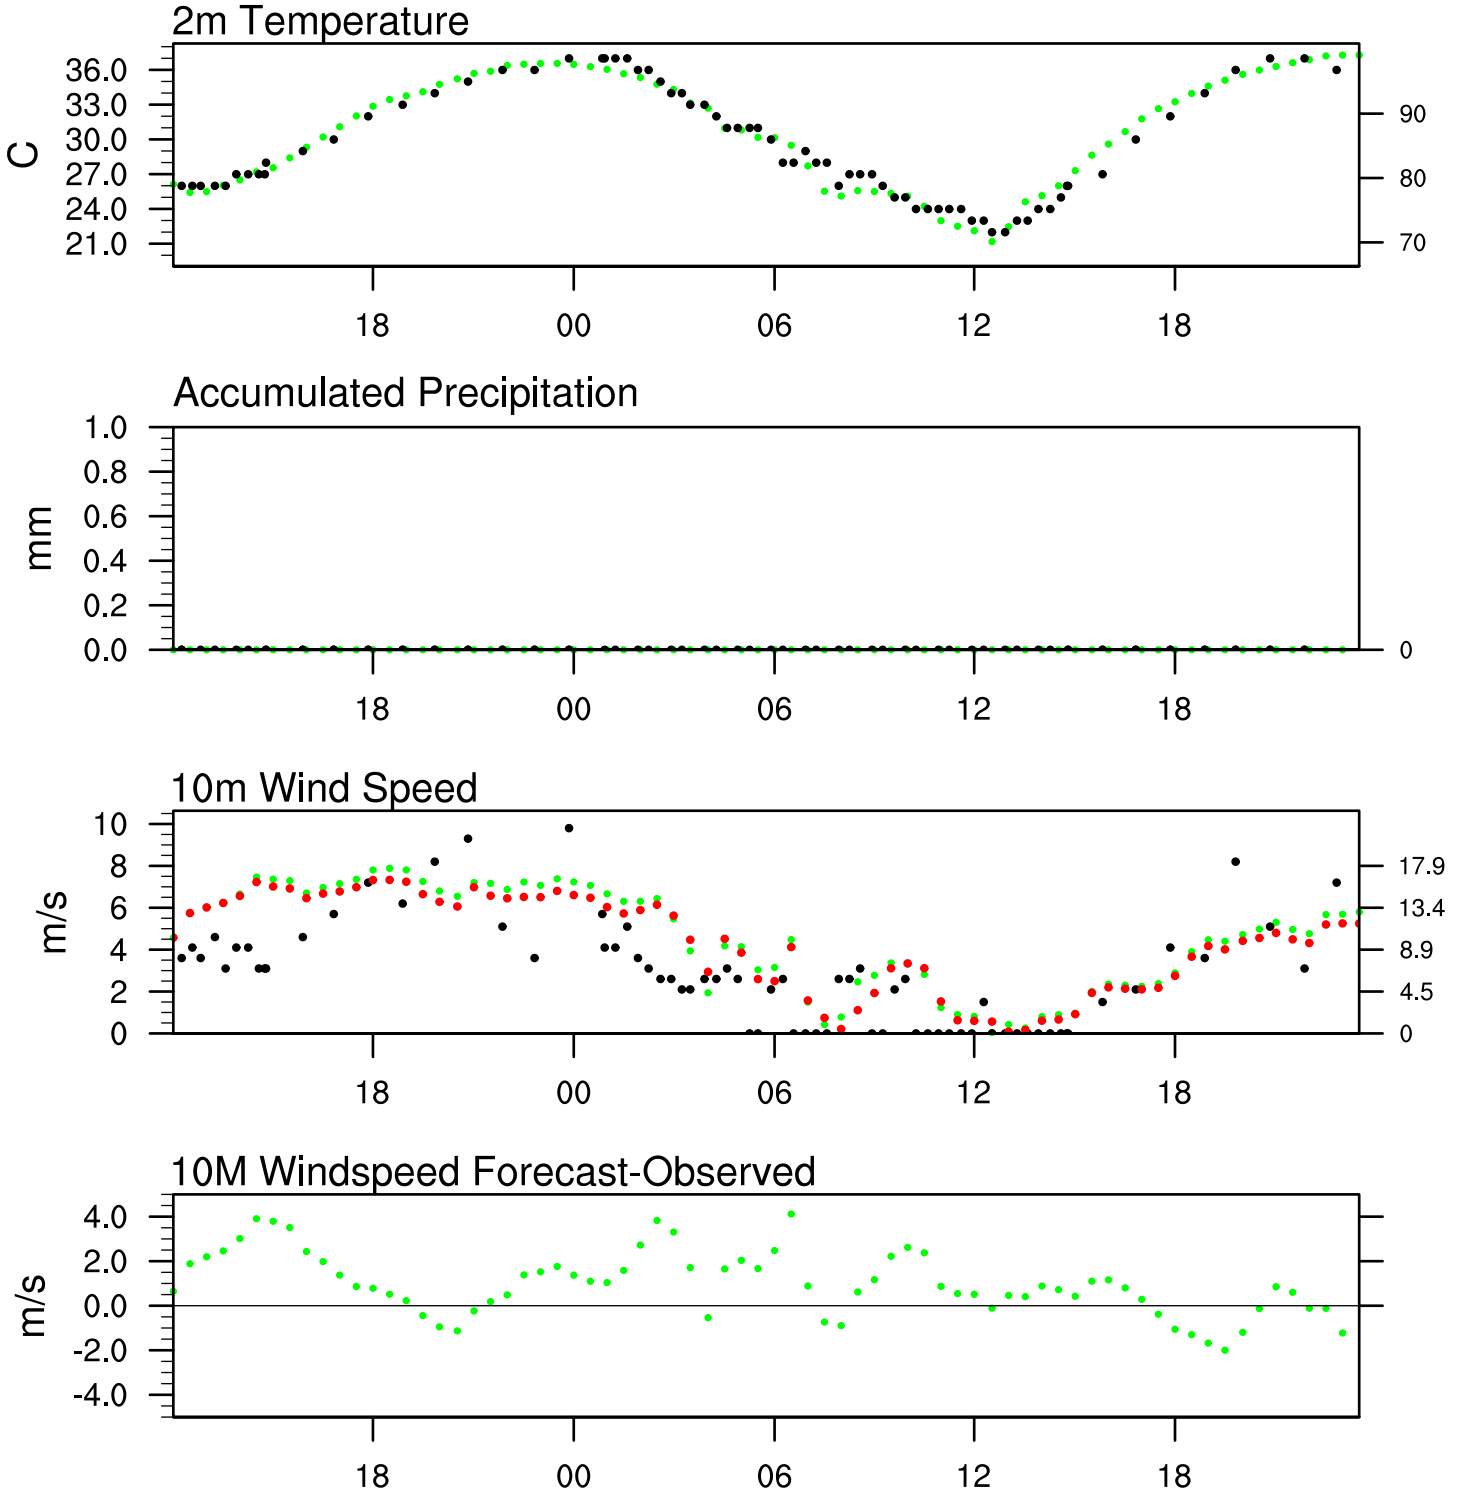 2m Temperature
C
36.0
33.0
30.0
27.0
24.0
21.0
90
80
70
18 00 06 12 18
Accumulated Precipitation
mm
1.0
0.8
0.6
0.4
0.2
0.0
0
18 00 06 12 18
10m Wind Speed
m/s
10
8
6
4
2
0
17.9
13.4
8.9
4.5
0
18 00 06 12 18
10M Windspeed Forecast-Observed
m/s
4.0
2.0
0.0
-2.0
-4.0
18 00 06 12 18